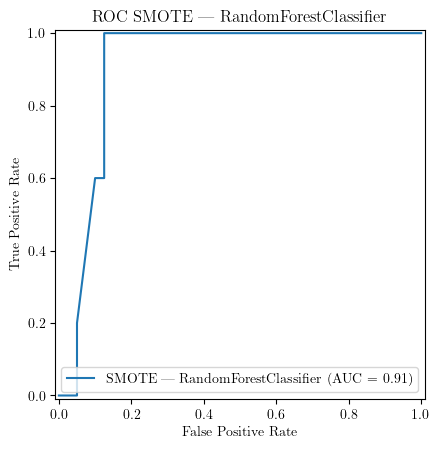 ROC SMOTE — RandomForestClassifier
1.0
0.8
0.6
0.4
0.2
0.0
True Positive Rate
SMOTE — RandomForestClassifier (AUC = 0.91)
0.0 0.2 0.4 0.6 0.8 1.0
False Positive Rate